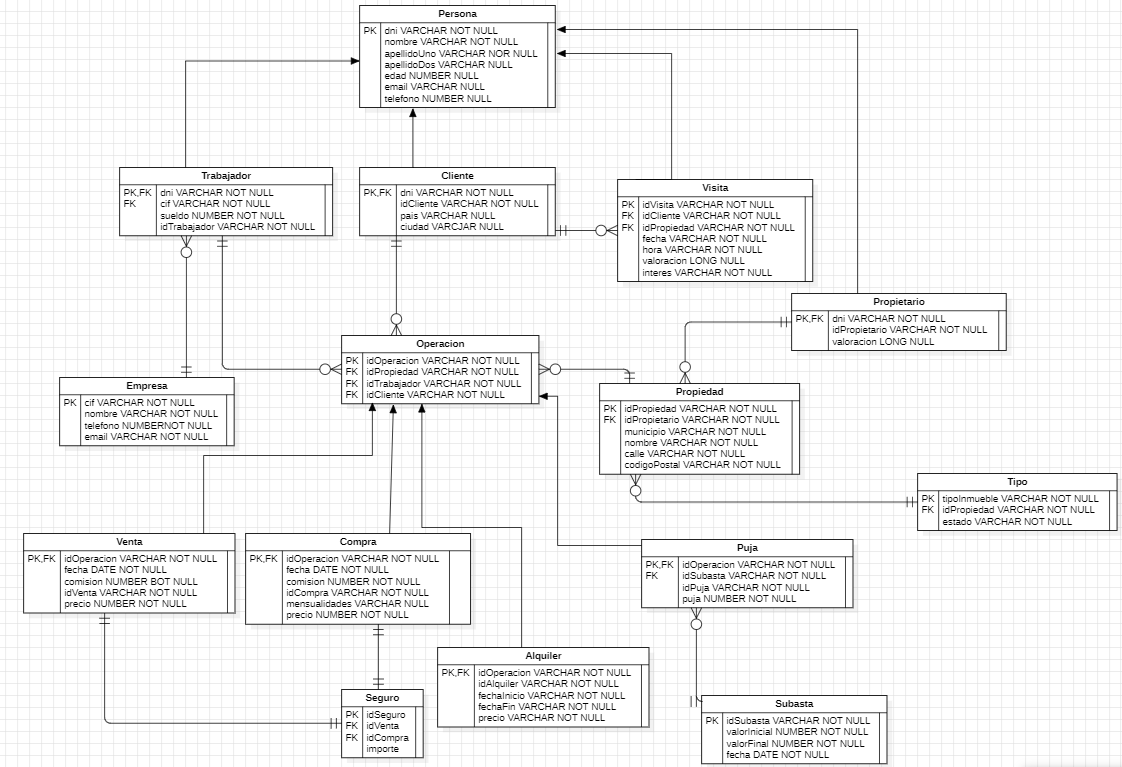 Persona
PK dni VARCHAR NOT NULL
nombre VARCHAR NOT NULL
apellidoUno VARCHAR NOR NULL
apellidoDos VARCHAR NULL
edad NUMBER NULL
email VARCHAR NULL
telefono NUMBER NULL
Trabajador
PK,FK dni VARCHAR NOT NULL
FK cif VARCHAR NOT NULL
sueldo NUMBER NOT NULL
idTrabajador VARCHAR NOT NULL
Cliente
PK,FK dni VARCHAR NOT NULL
idCliente VARCHAR NOT NULL
pais VARCHAR NULL
ciudad VARCJAR NULL
Visita
PK idVisita VARCHAR NOT NULL
FK idCliente VARCHAR NOT NULL
FK idPropiedad VARCHAR NOT NULL
fecha VARCHAR NOT NULL
hora VARCHAR NOT NULL
valoracion LONG NULL
interes VARCHAR NOT NULL
Propietario
PK,FK dni VARCHAR NOT NULL
idPropietario VARCHAR NOT NULL
valoracion LONG NULL
Operacion
PK idOperacion VARCHAR NOT NULL
FK idPropiedad VARCHAR NOT NULL
FK idTrabajador VARCHAR NOT NULL
FK idCliente VARCHAR NOT NULL
Empresa
PK cif VARCHAR NOT NULL
nombre VARCHAR NOT NULL
telefono NUMBERNOT NULL
email VARCHAR NOT NULL
Propiedad
PK idPropiedad VARCHAR NOT NULL
FK idPropietario VARCHAR NOT NULL
municipio VARCHAR NOT NULL
nombre VARCHAR NOT NULL
calle VARCHAR NOT NULL
codigoPostal VARCHAR NOT NULL
Tipo
PK tipoInmueble VARCHAR NOT NULL
FK idPropiedad VARCHAR NOT NULL
estado VARCHAR NOT NULL
Venta
PK,FK idOperacion VARCHAR NOT NULL
fecha DATE NOT NULL
comision NUMBER BOT NULL
idVenta VARCHAR NOT NULL
precio NUMBER NOT NULL
Compra
PK,FK idOperacion VARCHAR NOT NULL
fecha DATE NOT NULL
comision NUMBER NOT NULL
idCompra VARCHAR NOT NULL
mensualidades VARCHAR NULL
precio NUMBER NOT NULL
Puja
PK,FK idOperacion VARCHAR NOT NULL
FK idSubasta VARCHAR NOT NULL
idPuja VARCHAR NOT NULL
puja NUMBER NOT NULL
Alquiler
PK,FK idOperacion VARCHAR NOT NULL
idAlquiler VARCHAR NOT NULL
fechaInicio VARCHAR NOT NULL
fechaFin VARCHAR NOT NULL
precio VARCHAR NOT NULL
Seguro
PK idSeguro
FK idVenta
FK idCompra
importe
Subasta
PK idSubasta VARCHAR NOT NULL
valorInicial NUMBER NOT NULL
valorFinal NUMBER NOT NULL
fecha DATE NOT NULL